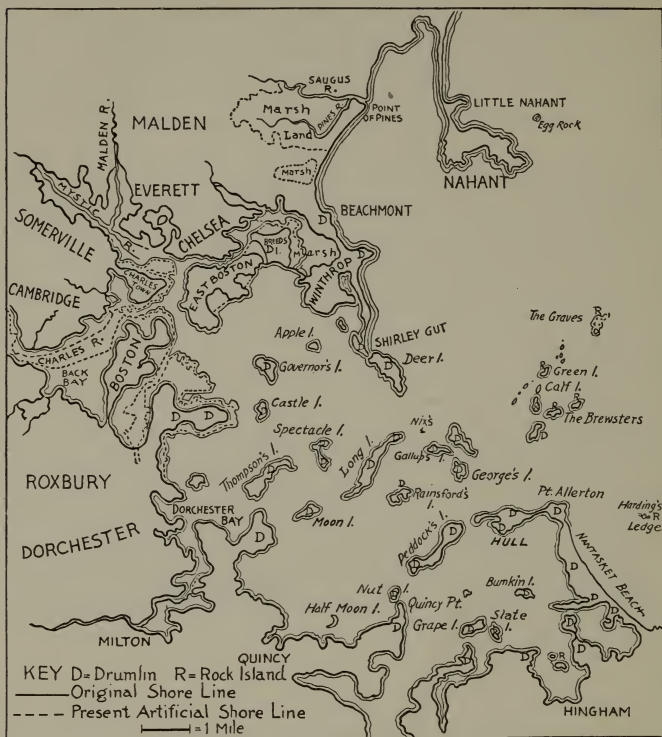 SAUGUS
R.
Marsh
PINES R.
Land
Marsh
POINT
OF PINES
LITTLE NAHANT
Egg Rock
NAHANT
MALDEN
MALDEN R.
EVERETT
MYSTIC
R.
SOMERVILLE
CHELSEA
D BEACHMONT
BREEDS
D I.
Marsh
D
WINTHROP
D
EAST BOSTON
D
CHARLES
TOWN
CAMBRIDGE
CHARLES R.
BACK
BAY
BOSTON
Apple I.
SHIRLEY GUT
Deer I.
D
The Graves
R
Green I.
Calf I.
The Brewsters
D
Governor's I.
D
Castle I.
D D
Spectacle I.
Nix's
Gallup's I.
Long I.
D
George's I.
Thompson's I.
D
ROXBURY
Rainsford's
I.
D
Pt. Allerton
D
Harding's
R
Ledge
DORCHESTER
BAY
D
Moon I.
DORCHESTER
Peddock's I.
D
HULL
NANTASKET BEACH
D
Nut I.
Half Moon I.
Quincy Pt.
Bumkin I.
Grape I.
Slate
I.
D
R
MILTON
QUINCY
HINGHAM
KEY D=Drumlin R=Rock Island
Original Shore Line
Present Artificial Shore Line
=1 Mile